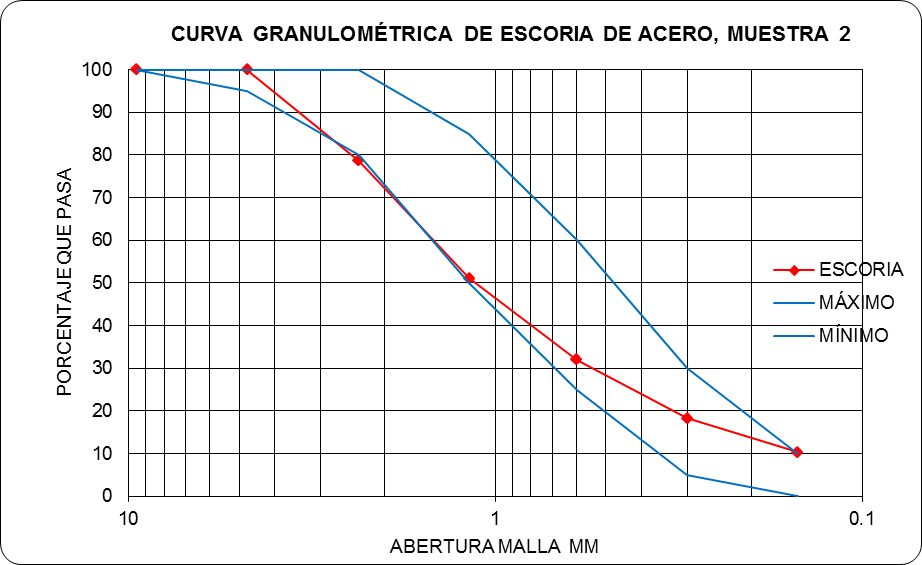 CURVA GRANULOMÉTRICA DE ESCORIA DE ACERO, MUESTRA 2
PORCENTAJE QUE PASA
100
90
80
70
60
50
40
30
20
10
0
10
1
0.1
ABERTURA MALLA MM
ESCORIA
MÁXIMO
MÍNIMO